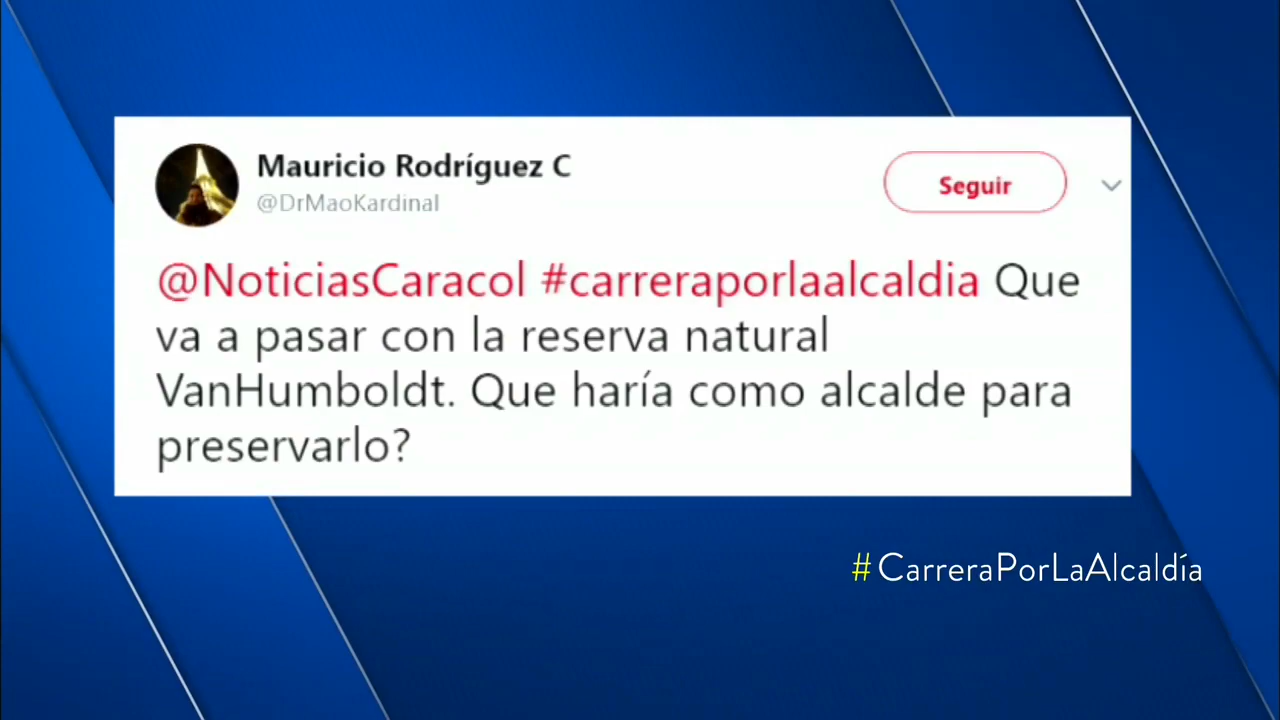 Mauricio Rodríguez C
@DrMaoKardinal
Seguir
@NoticiasCaracol #carreraporlaalcaldia Que
va a pasar con la reserva natural
VanHumboldt. Que haría como alcalde para
preservarlo?
#CarreraPorLaAlcaldía